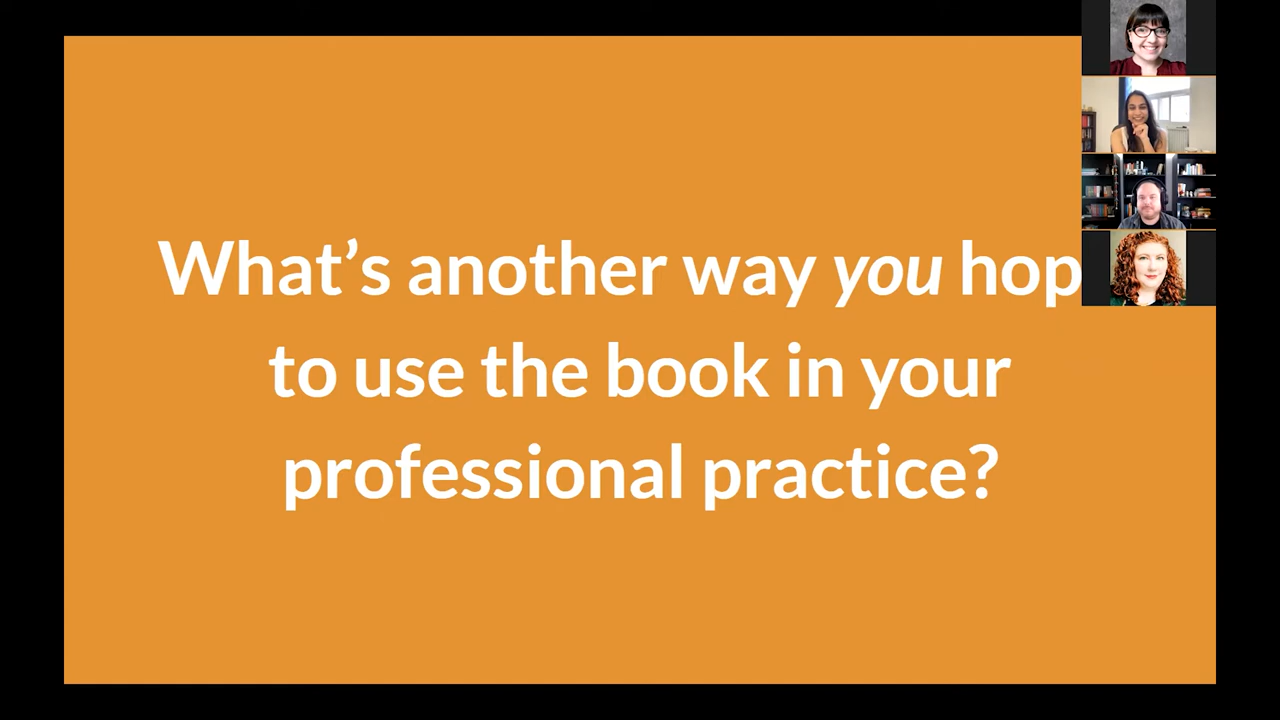 What’s another way you hop
to use the book in your
professional practice?